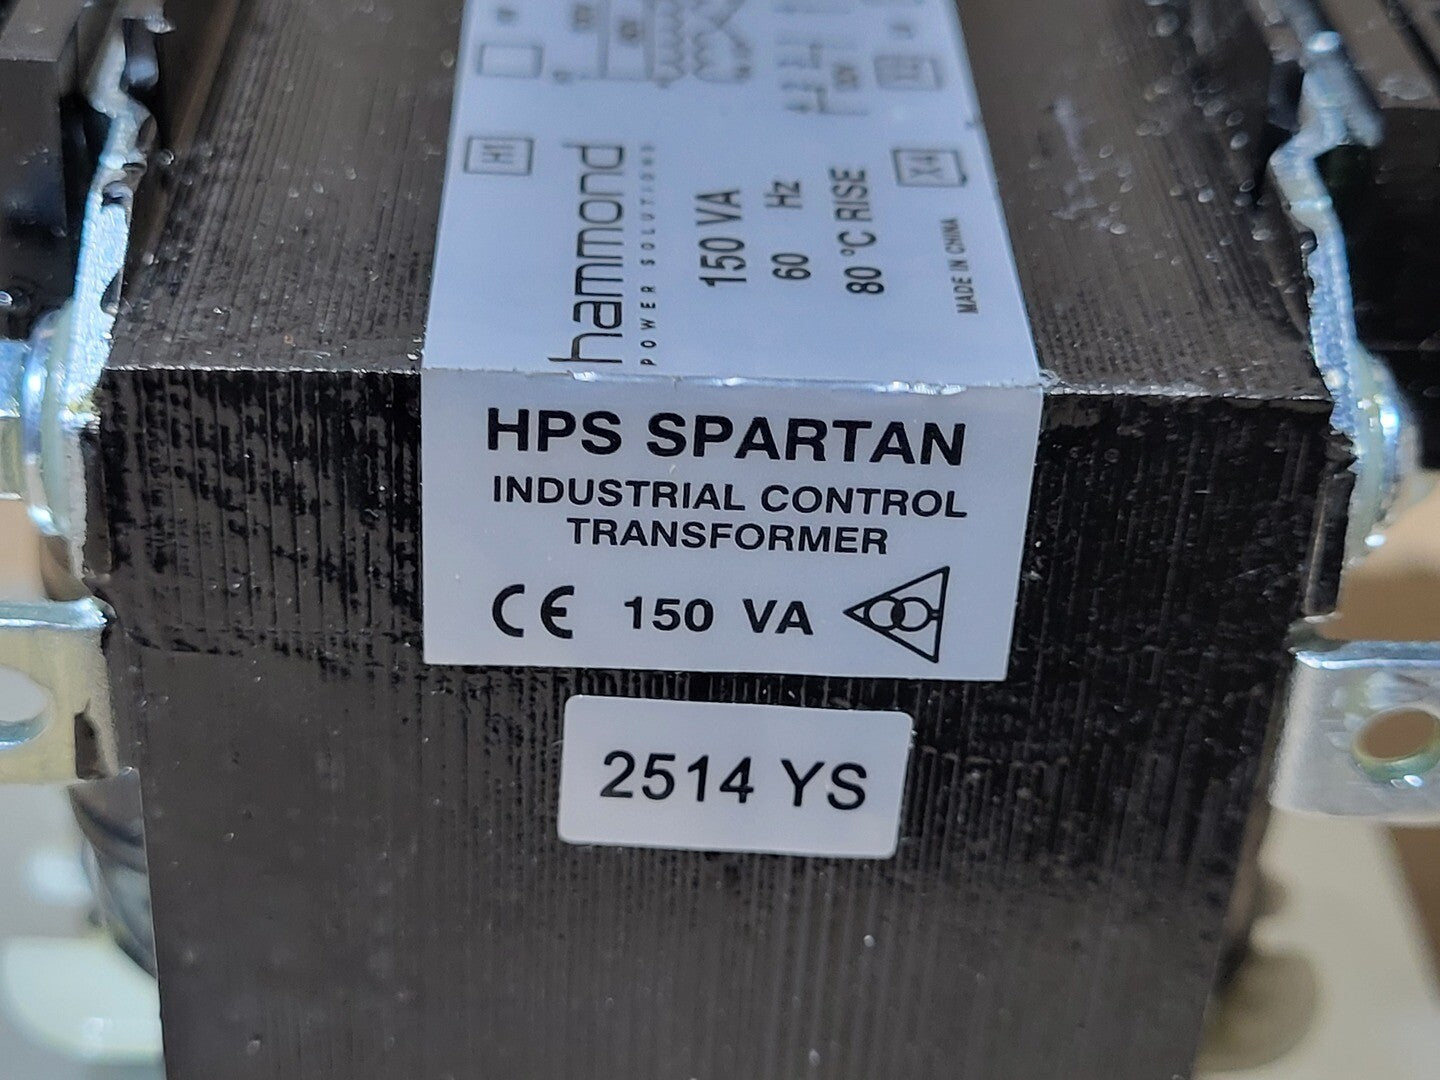 H1
hammond
POWER SOLUTIONS
150 VA
60 Hz
80 °C RISE
X4
MADE IN CHINA
HPS SPARTAN
INDUSTRIAL CONTROL
TRANSFORMER
CE 150 VA
2514 YS